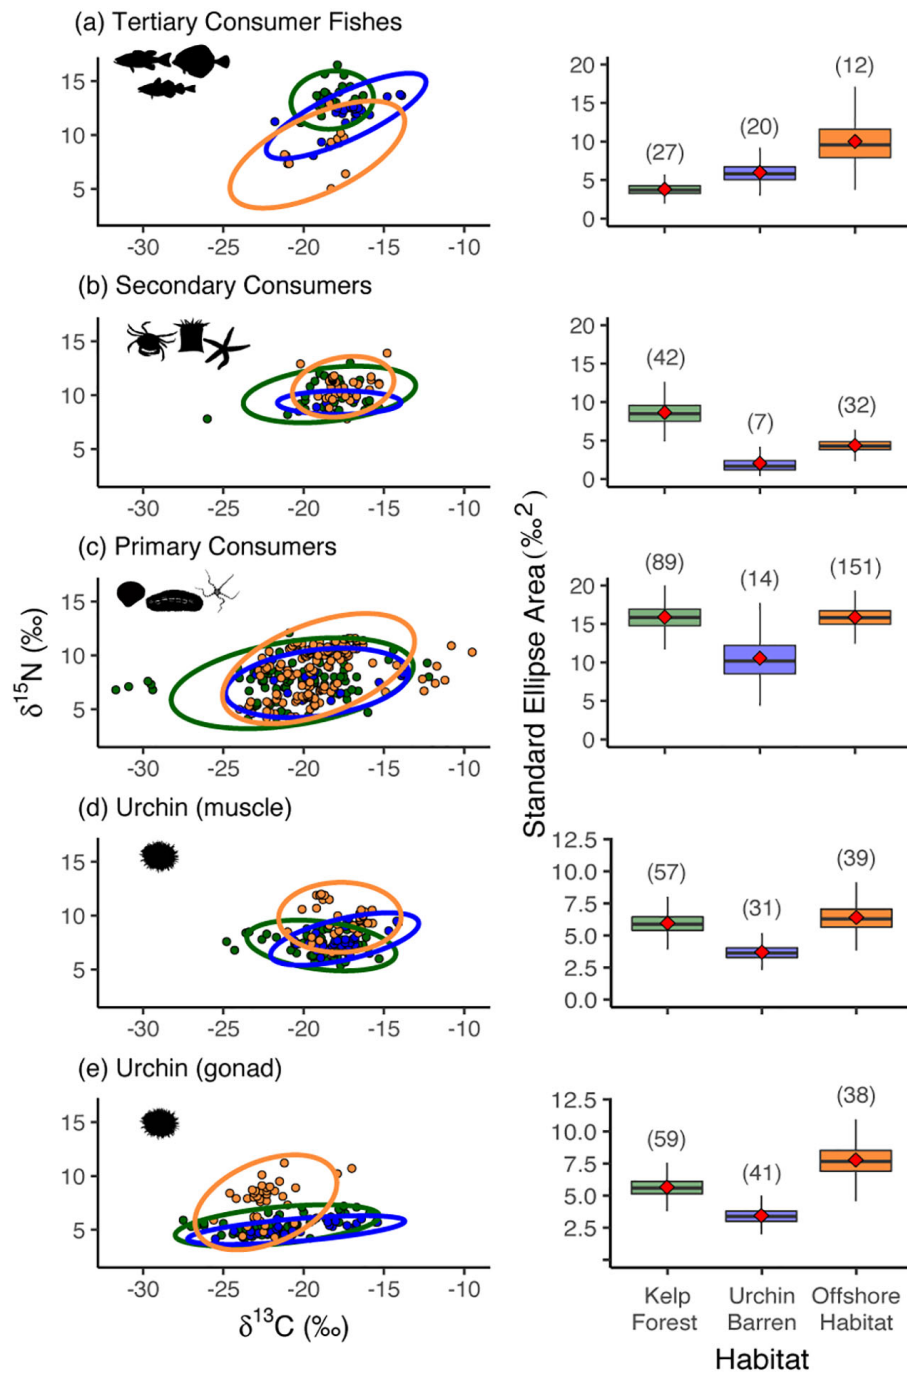 (a) Tertiary Consumer Fishes
15
10
5
-30 -25 -20 -15 -10
20
15
10
5
0
(27) (20) (12)
(b) Secondary Consumers
15
10
5
-30 -25 -20 -15 -10
20
15
10
5
0
(42) (7) (32)
(c) Primary Consumers
15
10
5
-30 -25 -20 -15 -10
20
15
10
5
0
(89) (14) (151)
(d) Urchin (muscle)
15
10
5
-30 -25 -20 -15 -10
12.5
10.0
7.5
5.0
2.5
0.0
(57) (31) (39)
(e) Urchin (gonad)
15
10
5
-30 -25 -20 -15 -10
12.5
10.0
7.5
5.0
2.5
(59) (41) (38)
δ15N (‰)
δ13C (‰)
Standard Ellipse Area (‰2)
Kelp Forest
Urchin Barren
Offshore Habitat
Habitat